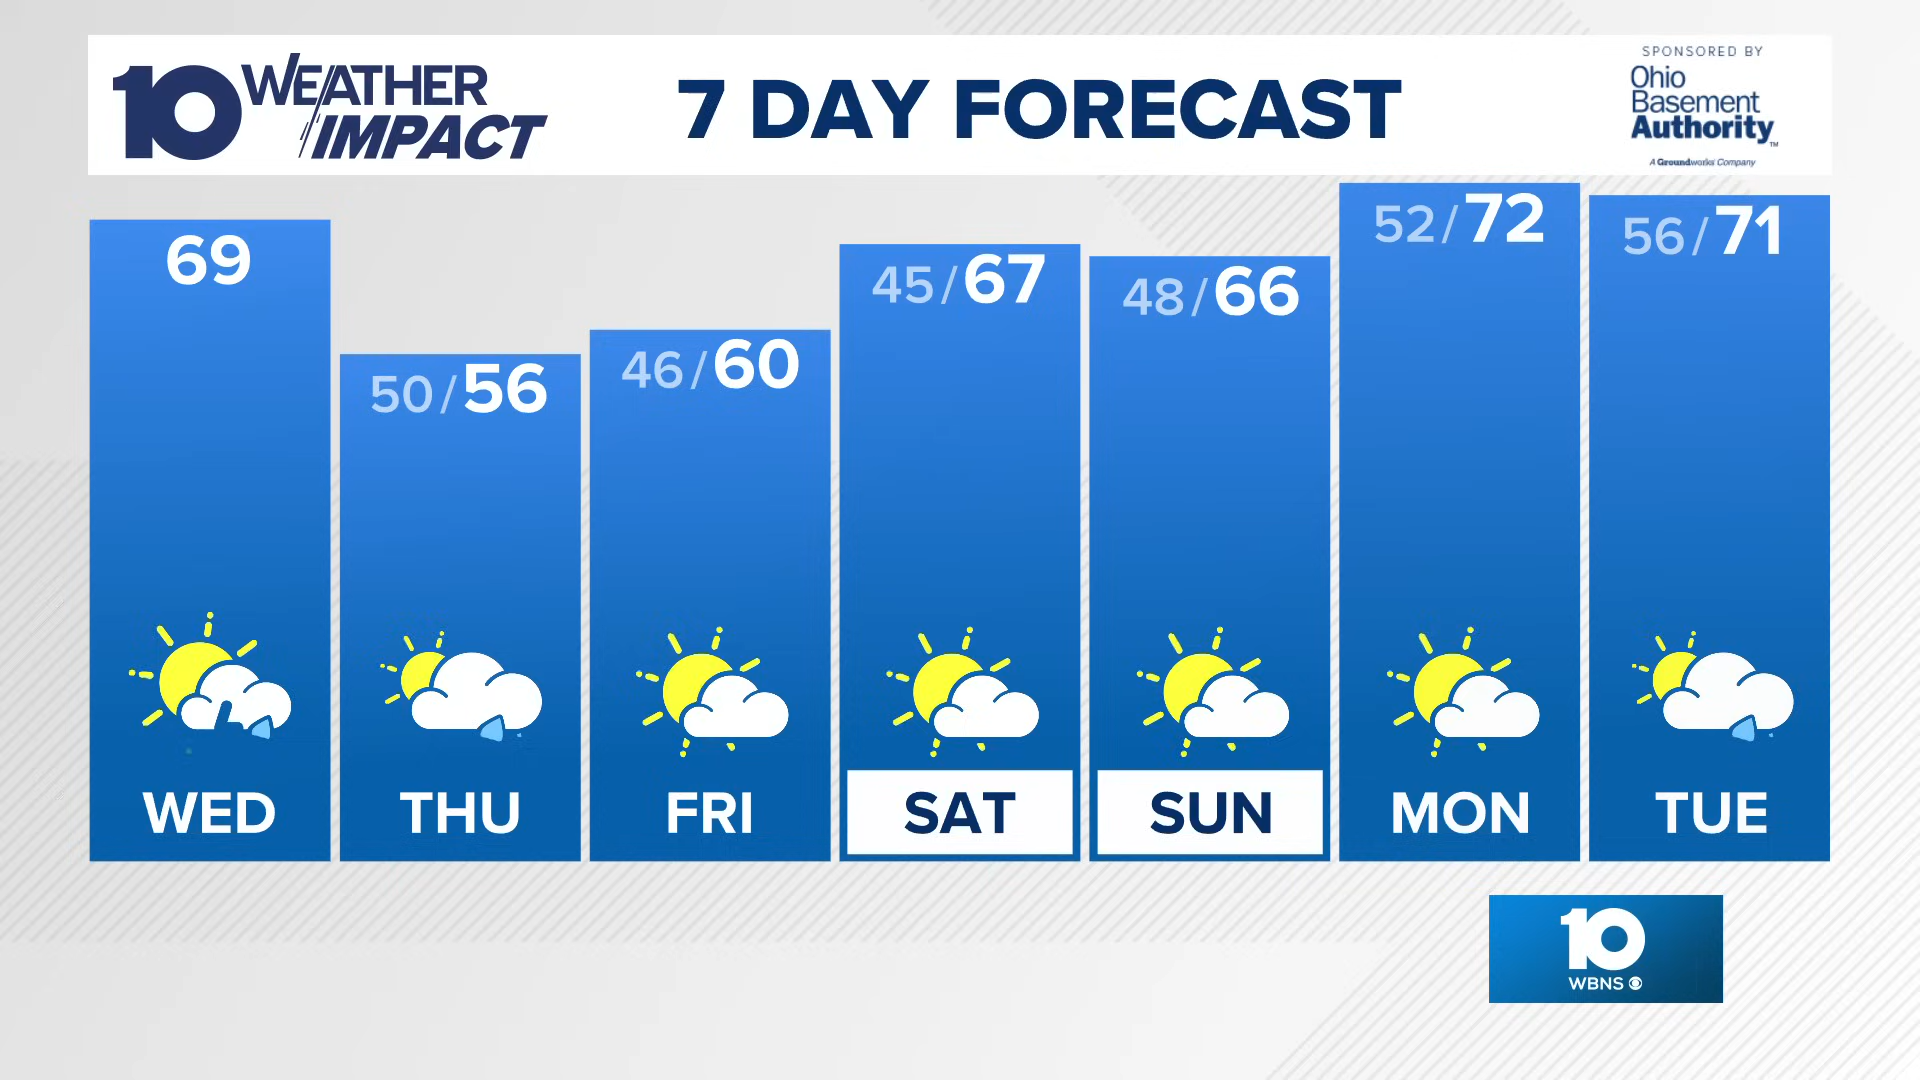 10 WEATHER IMPACT
7 DAY FORECAST
SPONSORED BY
Ohio
Basement
Authority™
A Groundworks Company
69
50/56
46/60
45/67
48/66
52/72
56/71
WED
THU
FRI
SAT
SUN
MON
TUE
10
WBNS